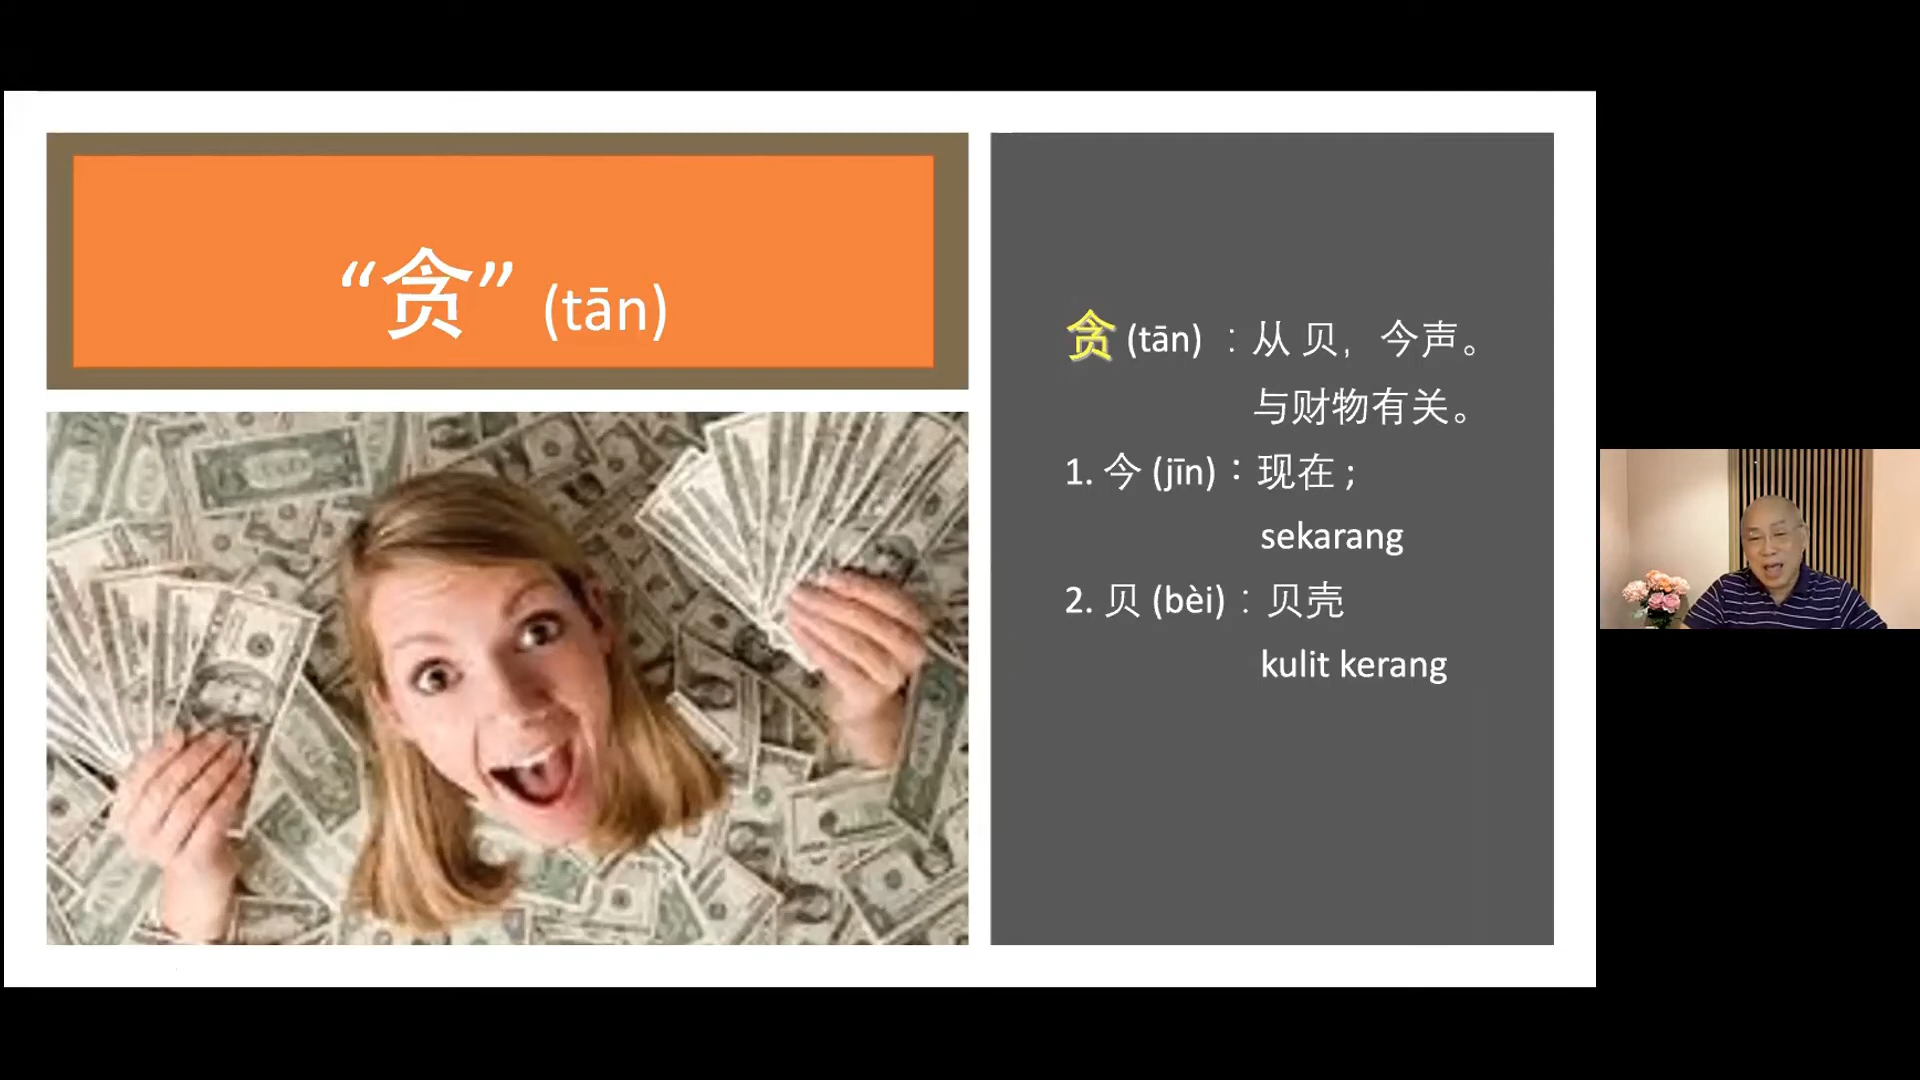 “贪” (tān)
贪 (tān) ：从 贝， 今声。
与财物有关。
1. 今 (jīn)：现在 ;
sekarang
2. 贝 (bèi)：贝壳
kulit kerang